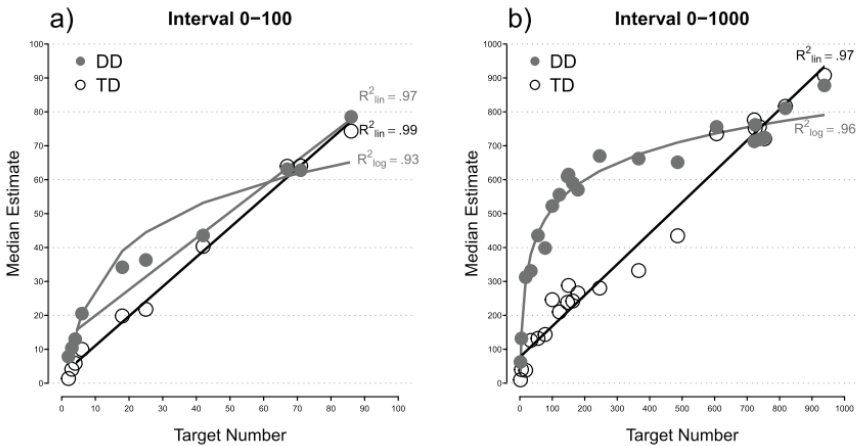 a)
Interval 0−100
DD
TD
R²lin = .97
R²lin = .99
R²log = .93
Median Estimate
100
90
80
70
60
50
40
30
20
10
0
0 10 20 30 40 50 60 70 80 90 100
Target Number
b)
Interval 0−1000
DD
TD
R²lin = .97
R²log = .96
Median Estimate
1000
900
800
700
600
500
400
300
200
100
0
0 100 200 300 400 500 600 700 800 900 1000
Target Number